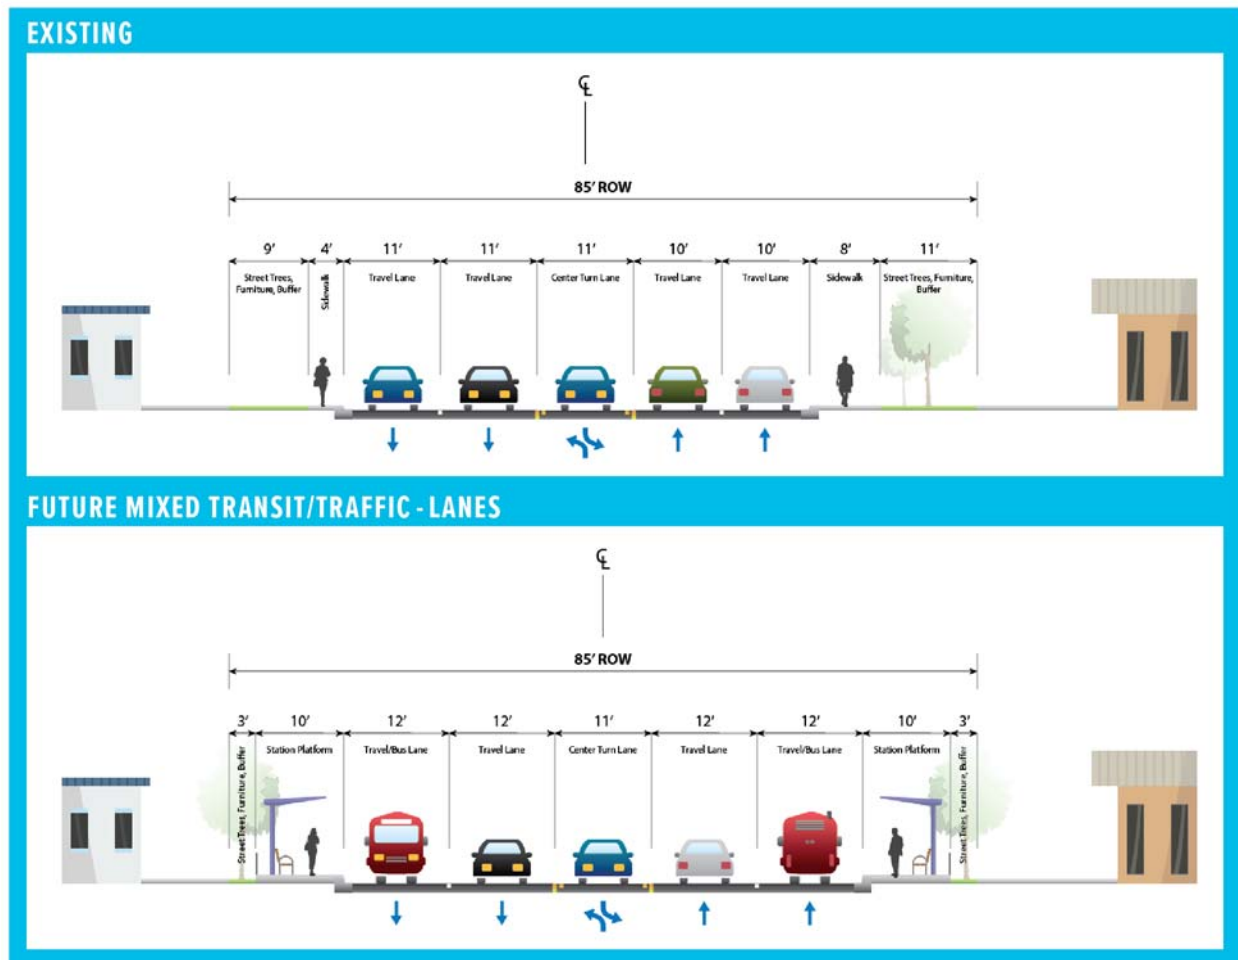 EXISTING
℄
85' ROW
9' 4' 11' 11' 11' 10' 10' 8' 11'
Street Trees, Furniture, Buffer
Sidewalk
Travel Lane
Travel Lane
Center Turn Lane
Travel Lane
Travel Lane
Sidewalk
Street Trees, Furniture, Buffer
FUTURE MIXED TRANSIT/TRAFFIC - LANES
℄
85' ROW
3' 10' 12' 12' 11' 12' 12' 10' 3'
Street Trees, Furniture, Buffer
Station Platform
Travel/Bus Lane
Travel Lane
Center Turn Lane
Travel Lane
Travel/Bus Lane
Station Platform
Street Trees, Furniture, Buffer